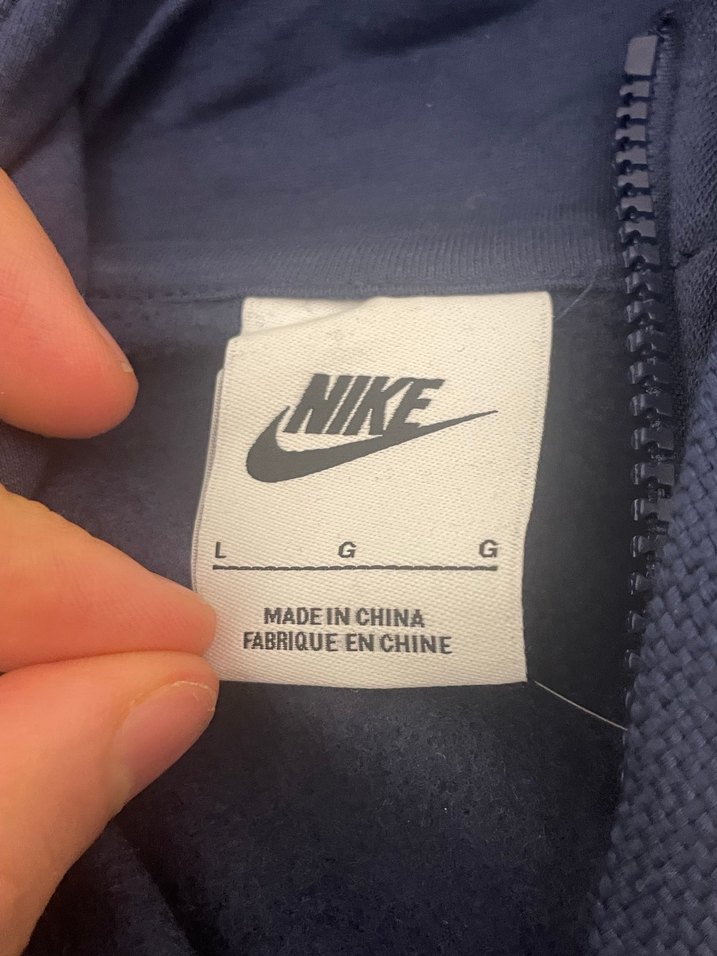 NIKE
L G G
MADE IN CHINA
FABRIQUE EN CHINE